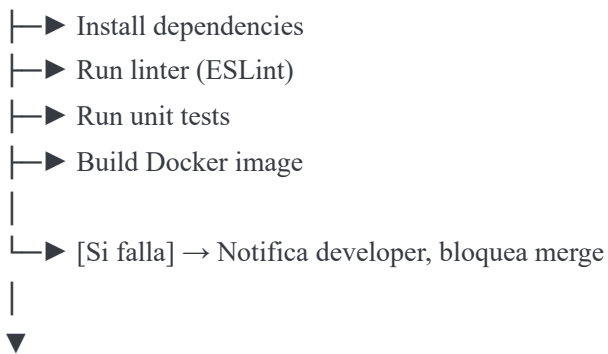 ├─► Install dependencies
├─► Run linter (ESLint)
├─► Run unit tests
├─► Build Docker image
│
└─► [Si falla] → Notifica developer, bloquea merge
│
▼